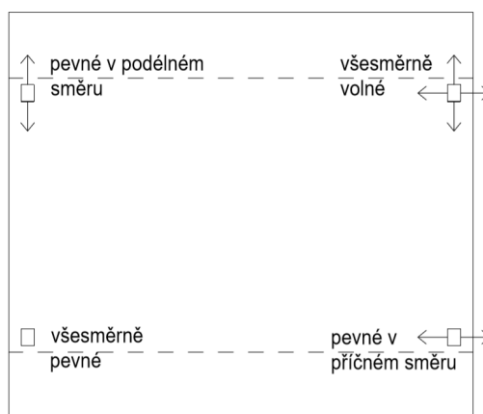 pevné v podélném
směru
všesměrně
volné
všesměrně
pevné
pevné v
příčném směru